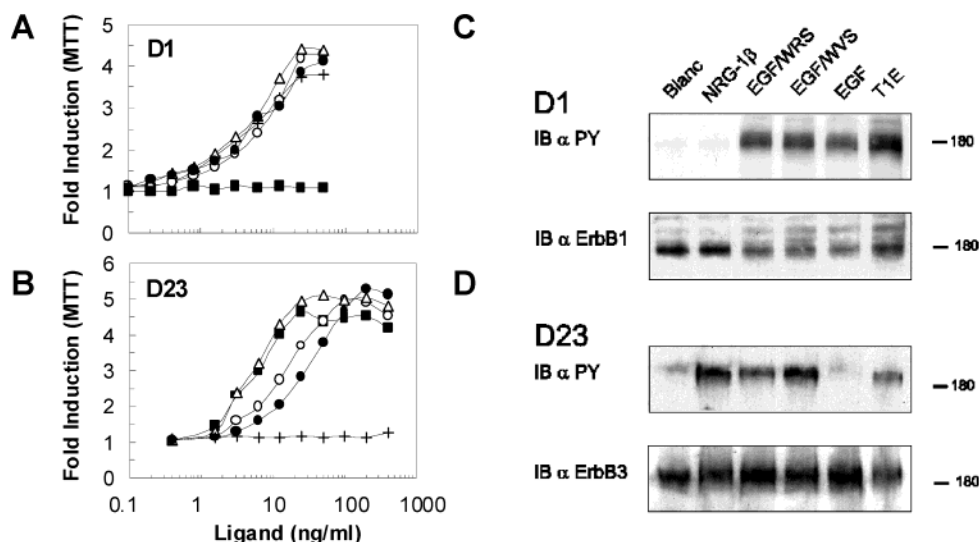 A
D1
Fold Induction (MTT)
5
4
3
2
1
0
B
D23
Fold Induction (MTT)
6
5
4
3
2
1
0
0.1 1 10 100 1000
Ligand (ng/ml)
C
Blanc NRG-1β EGF/WRS EGF/WVS EGF T1E
D1
IB α PY
180
IB α ErbB1
180
D
D23
IB α PY
180
IB α ErbB3
180